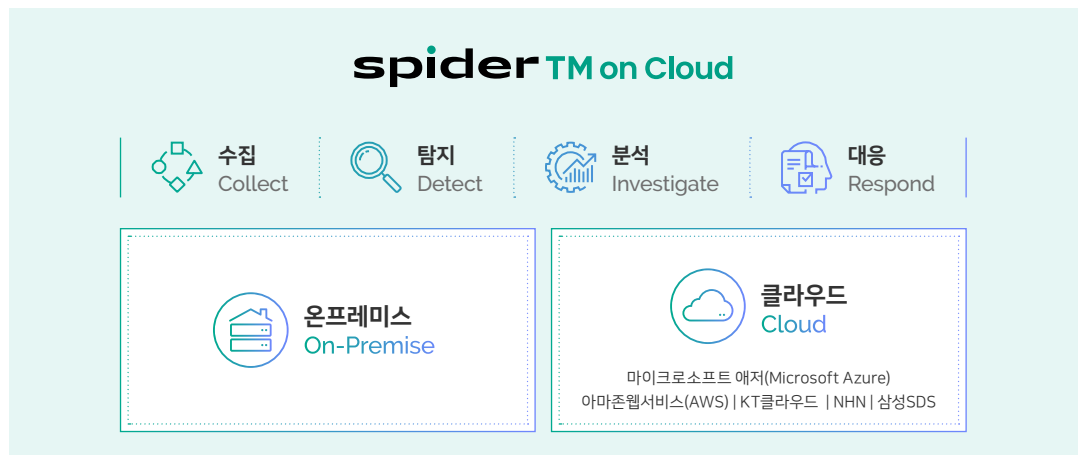 spider TM on Cloud
수집
Collect
탐지
Detect
분석
Investigate
대응
Respond
온프레미스
On-Premise
클라우드
Cloud
마이크로소프트 애저(Microsoft Azure)
아마존웹서비스(AWS) | KT클라우드 | NHN | 삼성SDS